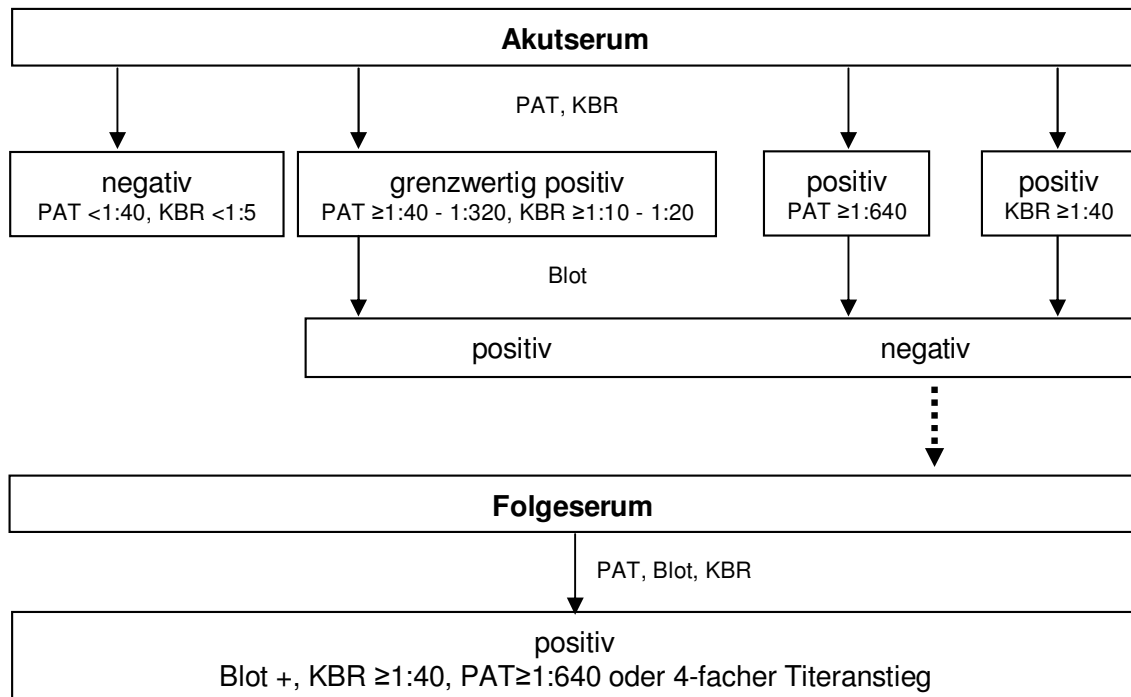 Akutserum
PAT, KBR
negativ
PAT <1:40, KBR <1:5
grenzwertig positiv
PAT ≥1:40 - 1:320, KBR ≥1:10 - 1:20
positiv
PAT ≥1:640
positiv
KBR ≥1:40
Blot
positiv negativ
Folgeserum
PAT, Blot, KBR
positiv
Blot +, KBR ≥1:40, PAT≥1:640 oder 4-facher Titeranstieg